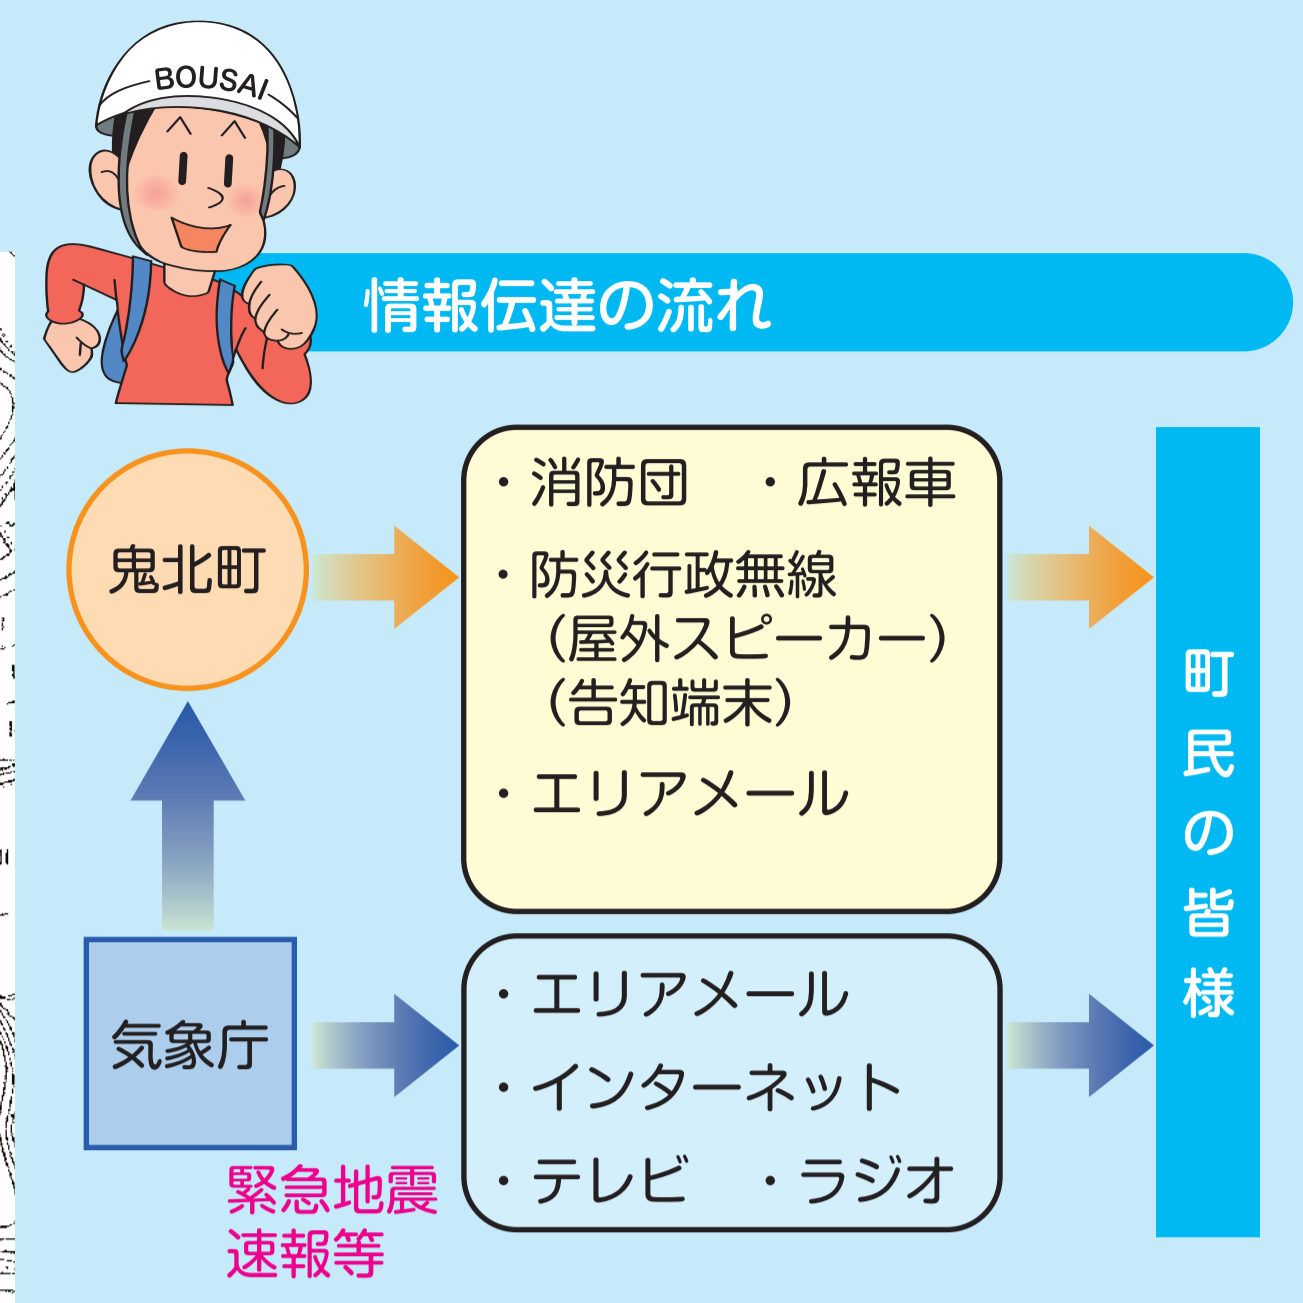 BOUSAI
情報伝達の流れ
鬼北町
・消防団 ・広報車
・防災行政無線
(屋外スピーカー)
(告知端末)
・エリアメール
気象庁
緊急地震
速報等
・エリアメール
・インターネット
・テレビ ・ラジオ
町民の皆様